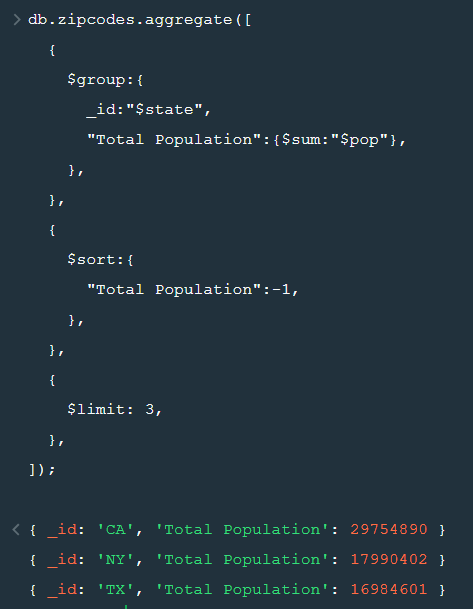 > db.zipcodes.aggregate([
{
$group:{
_id:"$state",
"Total Population":{$sum:"$pop"},
},
},
{
$sort:{
"Total Population":-1,
},
},
{
$limit: 3,
},
]);
< { _id: 'CA', 'Total Population': 29754890 }
{ _id: 'NY', 'Total Population': 17990402 }
{ _id: 'TX', 'Total Population': 16984601 }